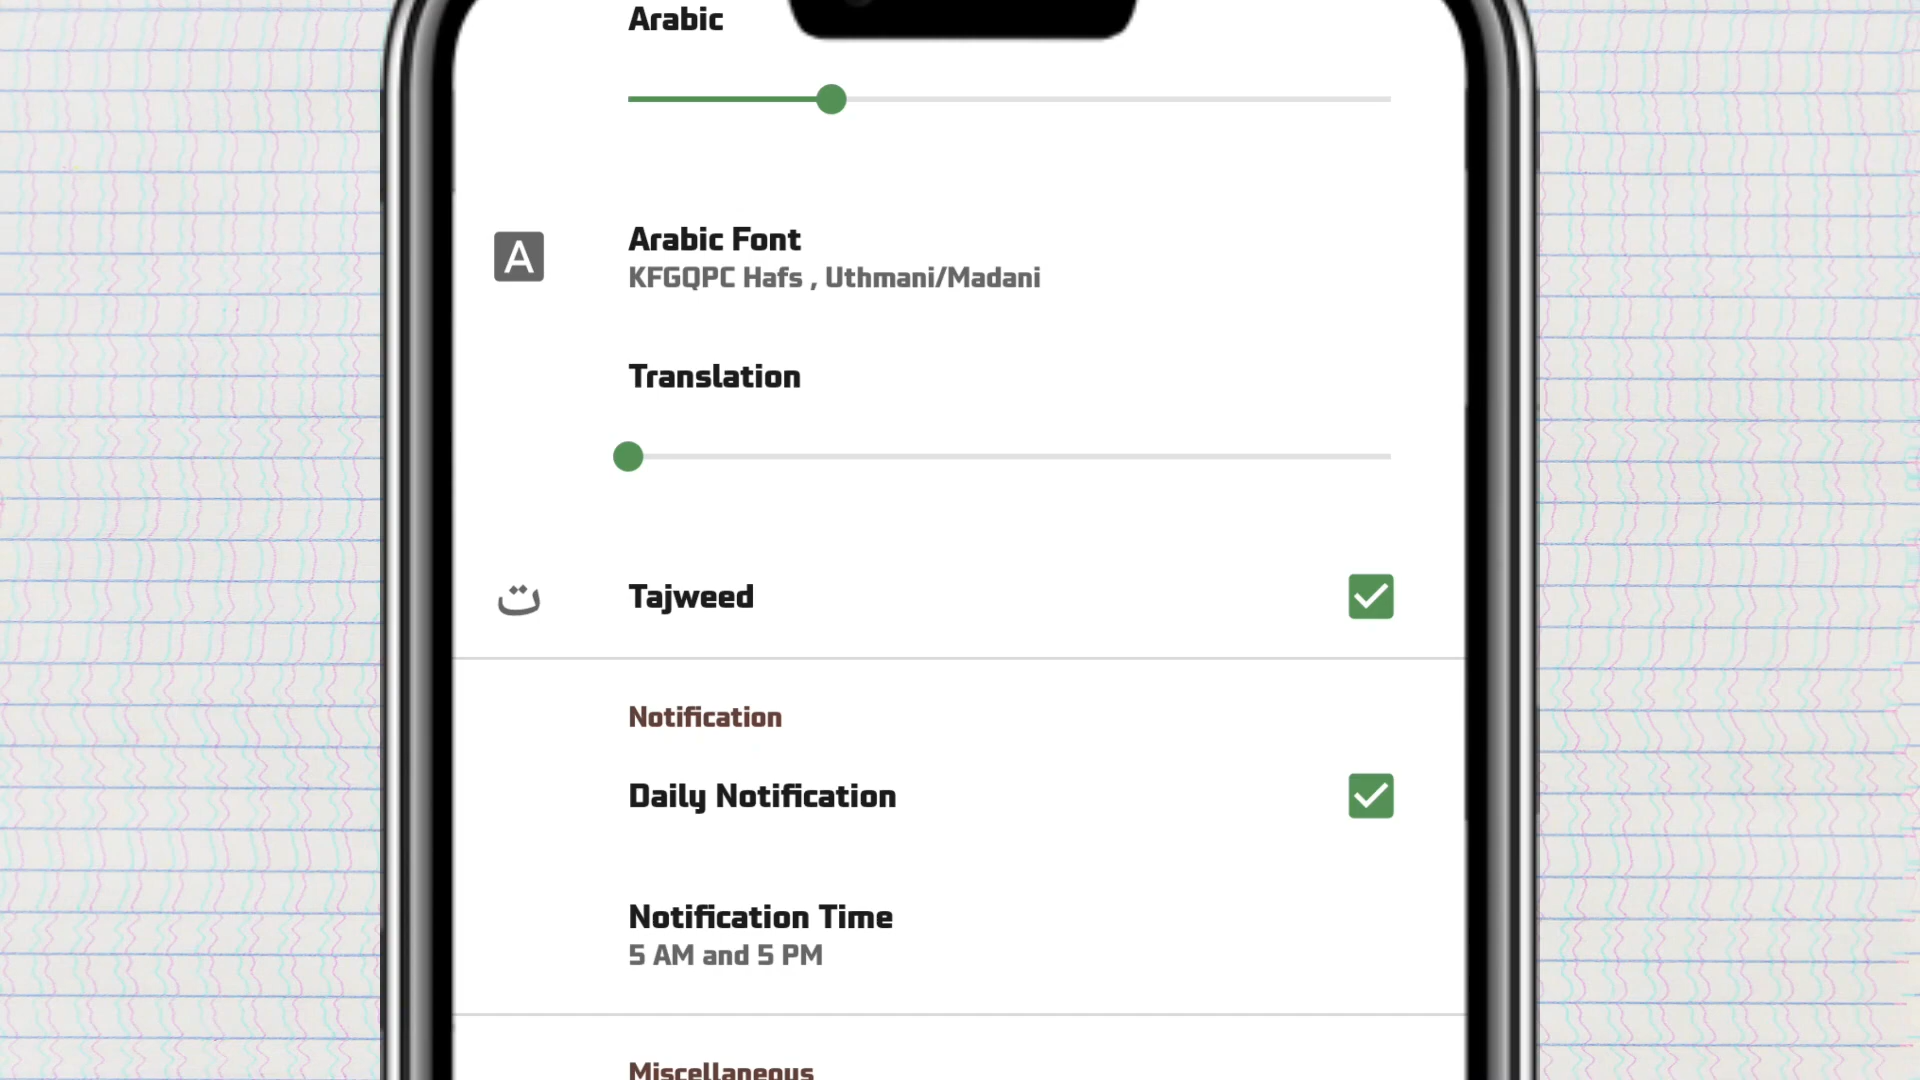 Arabic
A
Arabic Font
KFGQPC Hafs , Uthmani/Madani
Translation
ت
Tajweed
Notification
Daily Notification
Notification Time
5 AM and 5 PM
Miscellaneous